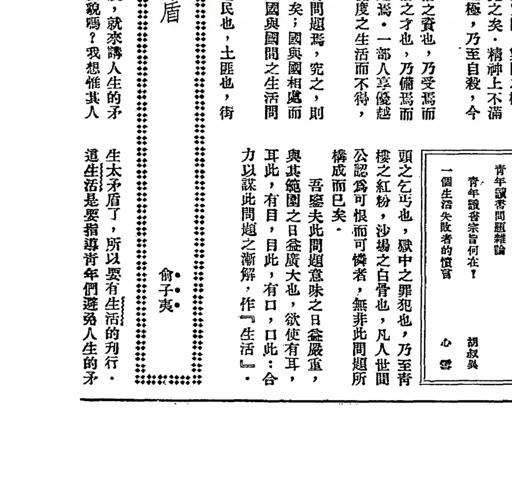 青年讀書問題雜論
青年讀書宗旨何在？　胡叔異
一個生活失敗者的懺言　心雲
極，乃至自殺，今
之矣．精神上不滿
之資也，乃受焉而
之才也，乃備焉而
焉．一部人享優越
度之生活而不得，
問題焉，究之，則
矣；國與國相處而
國與國間之生活問
民也，土匪也，街
頭之乞丐也，獄中之罪犯也，乃至青
樓之紅粉，沙場之白骨也，凡人世間
公認爲可恨而可憐者，無非此問題所
構成而已矣．
吾鑒夫此問題意味之日益嚴重，
與其範圍之日益廣大也，欲使有耳，
耳此，有目，目此，有口，口此：合
力以謀此問題之漸解，作『生活』．
盾
俞子夷
，就來講人生的矛
貌嗎？我想惟其人
生太矛盾了，所以要有生活的刊行．
這生活是要指導青年們避免人生的矛